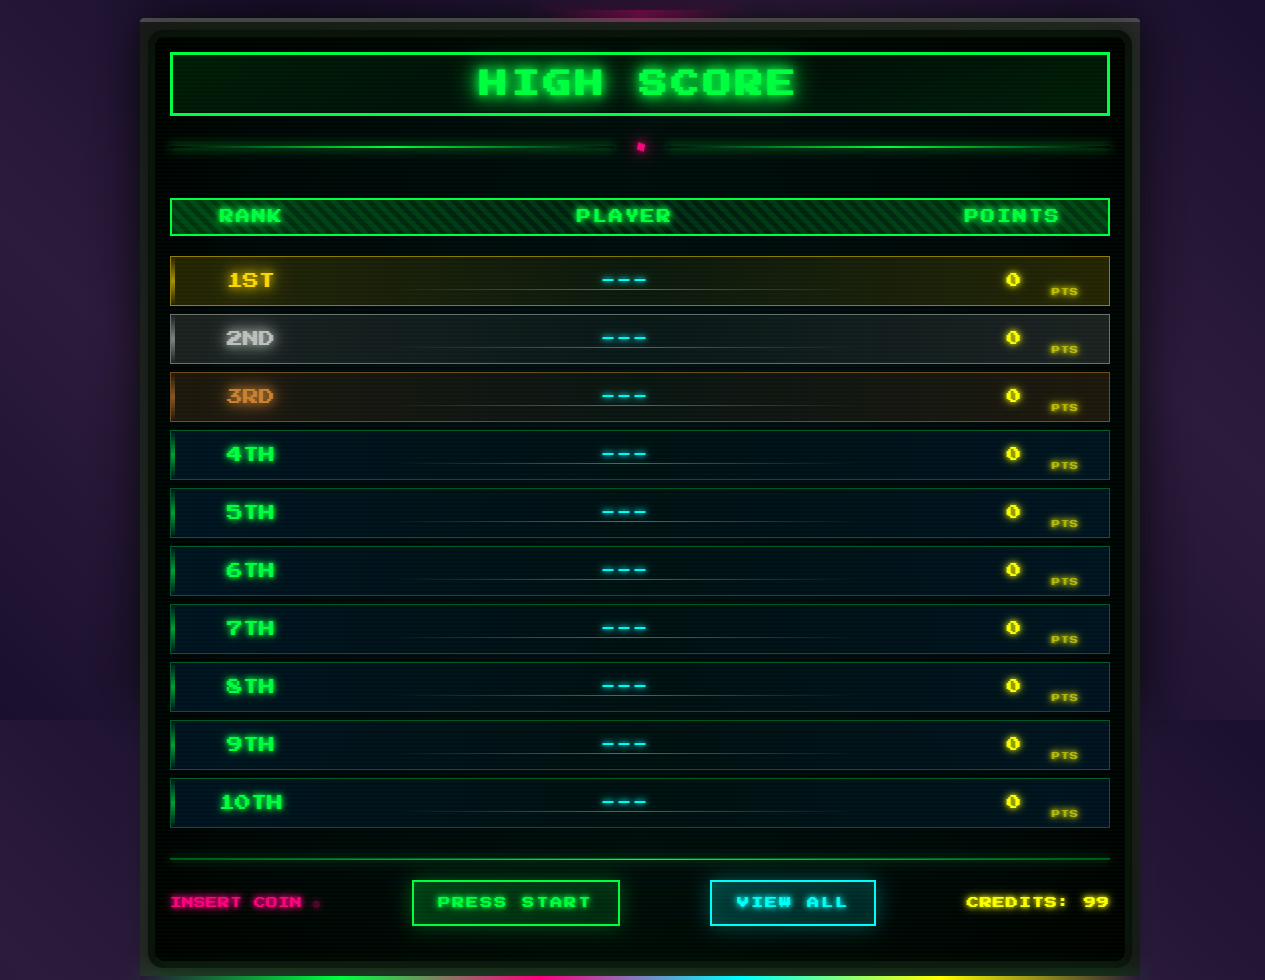 HIGH SCORE
RANK PLAYER POINTS
1ST --- 0 PTS
2ND --- 0 PTS
3RD --- 0 PTS
4TH --- 0 PTS
5TH --- 0 PTS
6TH --- 0 PTS
7TH --- 0 PTS
8TH --- 0 PTS
9TH --- 0 PTS
10TH --- 0 PTS
INSERT COIN PRESS START VIEW ALL CREDITS: 99